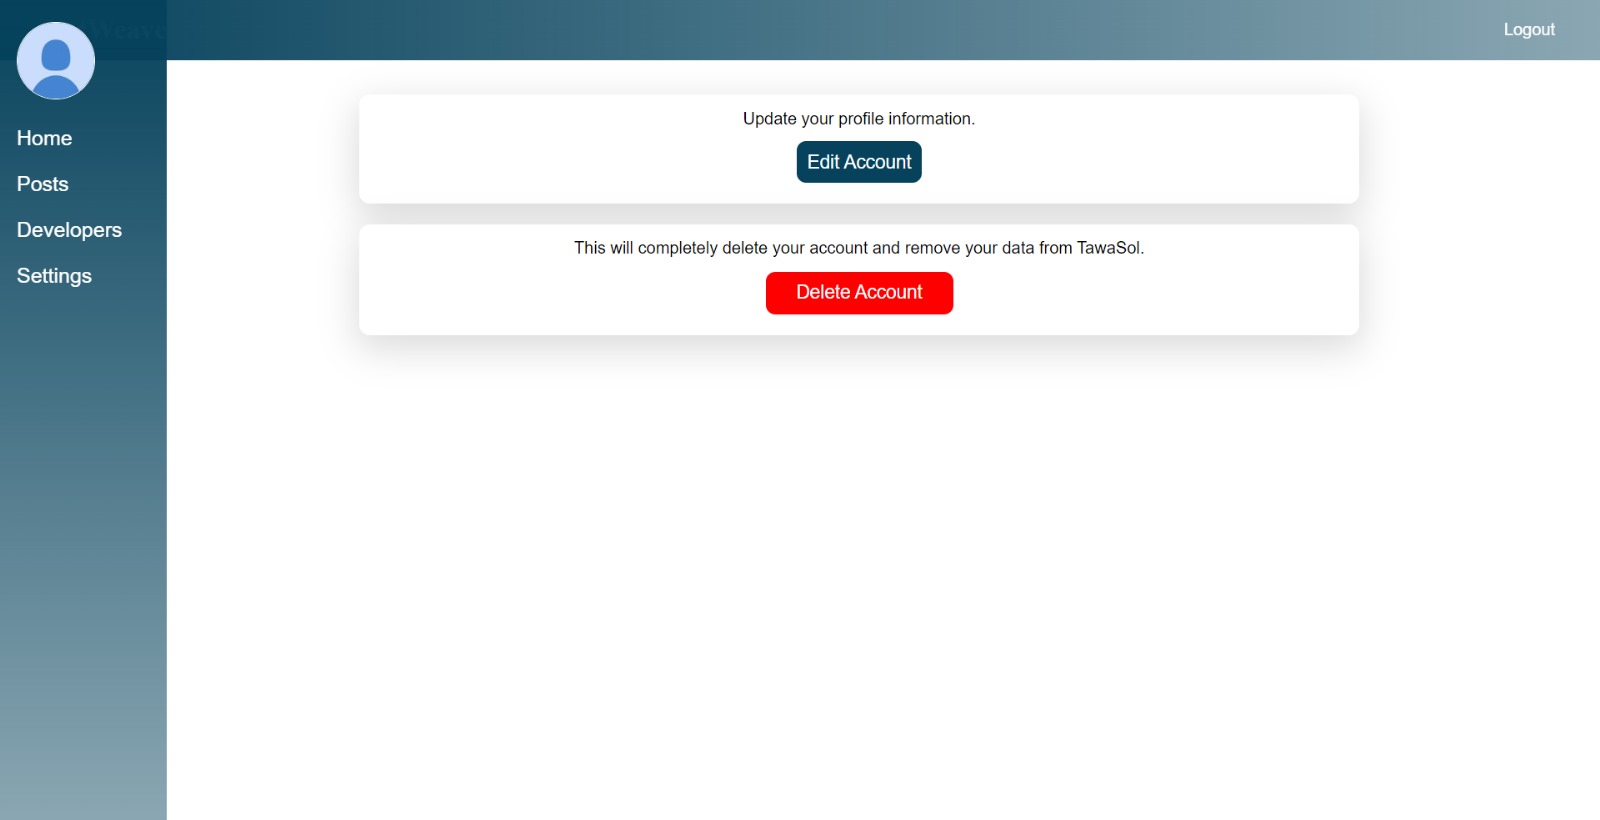 Weave
Logout
Home
Posts
Developers
Settings
Update your profile information.
Edit Account
This will completely delete your account and remove your data from TawaSol.
Delete Account